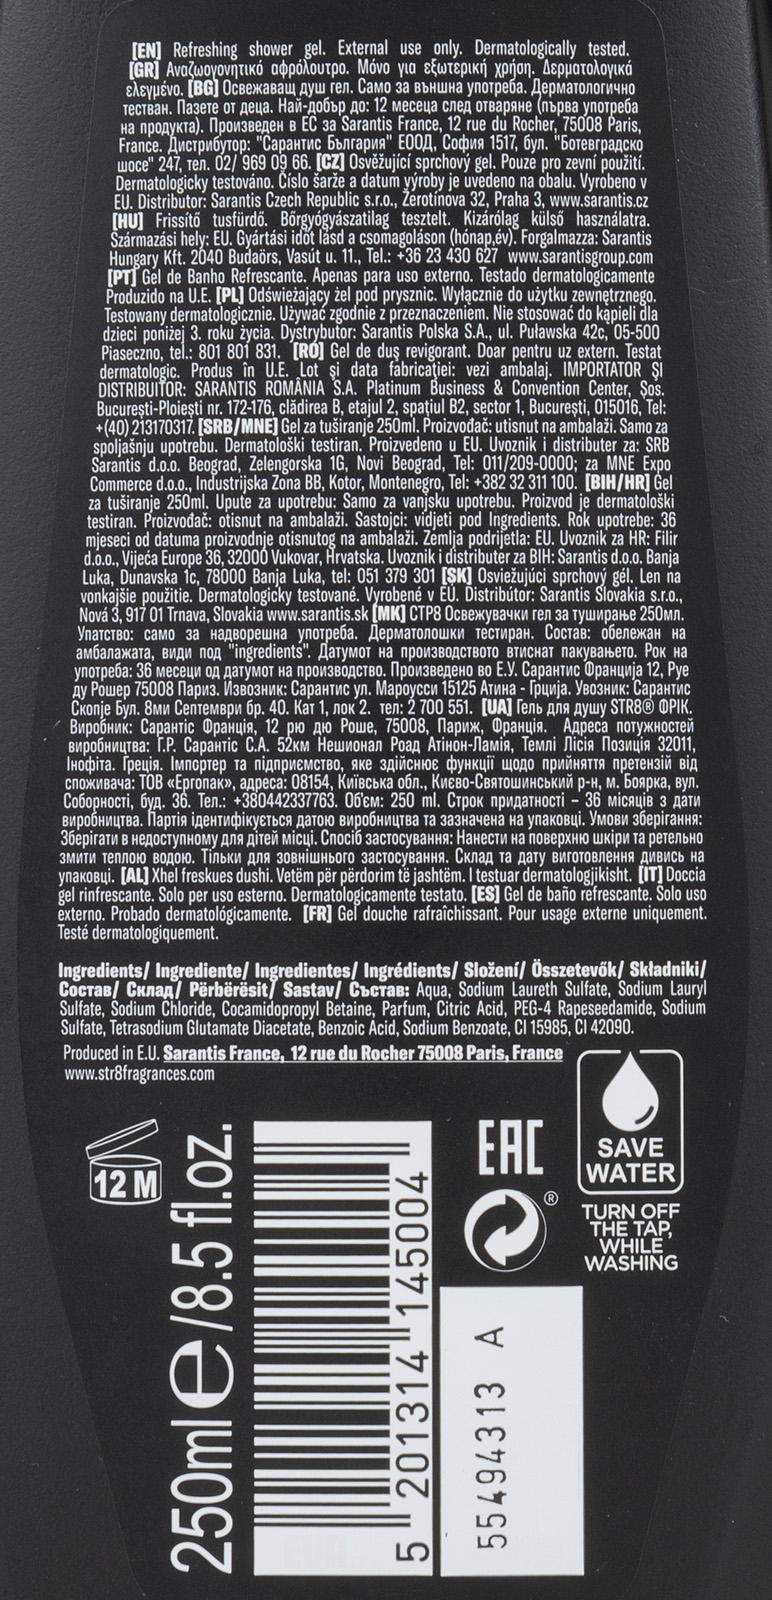 [EN] Refreshing shower gel. External use only. Dermatologically tested.
[GR] Αναζωογονητικό αφρόλουτρο. Μόνο για εξωτερική χρήση. Δερματολογικά
ελεγμένο. [BG] Освежаващ душ гел. Само за външна употреба. Дерматологично
тестван. Пазете от деца. Най-добър до: 12 месеца след отваряне (първа употреба
на продукта). Произведен в ЕС за Sarantis France, 12 rue du Rocher, 75008 Paris,
France. Дистрибутор: "Сарантис България" ЕООД, София 1517, бул. "Ботевградско
шосе" 247, тел. 02/ 969 09 66. [CZ] Osvěžující sprchový gel. Pouze pro zevní použití.
Dermatologicky testováno. Číslo šarže a datum výroby je uvedeno na obalu. Vyrobeno v
EU. Distributor: Sarantis Czech Republic s.r.o., Žerotínova 32, Praha 3, www.sarantis.cz
[HU] Frissítő tusfürdő. Bőrgyógyászatilag tesztelt. Kizárólag külső használatra.
Származási hely: EU. Gyártási időt lásd a csomagoláson (hónap,év). Forgalmazza: Sarantis
Hungary Kft. 2040 Budaörs, Vasút u. 11., Tel.: +36 23 430 627 www.sarantisgroup.com
[PT] Gel de Banho Refrescante. Apenas para uso externo. Testado dermatologicamente
Produzido na U.E. [PL] Odświeżający żel pod prysznic. Wyłącznie do użytku zewnętrznego.
Testowany dermatologicznie. Używać zgodnie z przeznaczeniem. Nie stosować do kąpieli dla
dzieci poniżej 3. roku życia. Dystrybutor: Sarantis Polska S.A., ul. Puławska 42c, 05-500
Piaseczno, tel.: 801 801 831. [RO] Gel de duş revigorant. Doar pentru uz extern. Testat
dermatologic. Produs în U.E. Lot şi data fabricaţiei: vezi ambalaj. IMPORTATOR ŞI
DISTRIBUITOR: SARANTIS ROMÂNIA S.A. Platinum Business & Convention Center, Şos.
Bucureşti-Ploieşti nr. 172-176, clădirea B, etajul 2, spaţiul B2, sector 1, Bucureşti, 015016, Tel:
+(40) 213170317. [SRB/MNE] Gel za tuširanje 250ml. Proizvođač: utisnut na ambalaži. Samo za
spoljašnju upotrebu. Dermatološki testiran. Proizvedeno u EU. Uvoznik i distributer za: SRB
Sarantis d.o.o. Beograd, Zelengorska 1G, Novi Beograd, Tel: 011/209-0000; za MNE Expo
Commerce d.o.o., Industrijska Zona BB, Kotor, Montenegro, Tel: +382 32 311 100. [BIH/HR] Gel
za tuširanje 250ml. Upute za upotrebu: Samo za vanjsku upotrebu. Proizvod je dermatološki
testiran. Proizvođač: otisnut na ambalaži. Sastojci: vidjeti pod Ingredients. Rok upotrebe: 36
mjeseci od datuma proizvodnje otisnutog na ambalaži. Zemlja podrijetla: EU. Uvoznik za HR: Filir
d.o.o., Vijeća Europe 36, 32000 Vukovar, Hrvatska. Uvoznik i distributer za BIH: Sarantis d.o.o. Banja
Luka, Dunavska 1c, 78000 Banja Luka, tel: 051 379 301 [SK] Osviežujúci sprchový gél. Len na
vonkajšie použitie. Dermatologicky testované. Vyrobené v EÚ. Distribútor: Sarantis Slovakia s.r.o.,
Nová 3, 917 01 Trnava, Slovakia www.sarantis.sk [MK] СТР8 Освежувачки гел за туширање 250мл.
Упатство: само за надворешна употреба. Дерматолошки тестиран. Состав: обележан на
амбалажата, види под "ingredients". Датумот на производството втиснат пакувањето. Рок на
употреба: 36 месеци од датумот на производство. Произведено во Е.У. Сарантис Франција 12, Руе
ду Рошер 75008 Париз. Извозник: Сарантис ул. Мароусси 15125 Атина - Грција. Увозник: Сарантис
Скопје Бул. 8ми Септември бр. 40. Кат 1, лок 2. тел: 2 700 551. [UA] Гель для душу STR8® ФРІК.
Виробник: Сарантіс Франція, 12 рю дю Роше, 75008, Париж, Франція. Адреса потужностей
виробництва: Г.Р. Сарантіс С.А. 52км Нешионал Роад Атінон-Ламія, Темлі Лісія Позиція 32011,
Інофіта. Греція. Імпортер та підприємство, яке здійснює функції щодо прийняття претензій від
споживача: ТОВ «Ергопак», адреса: 08154, Київська обл., Києво-Святошинський р-н, м. Боярка, вул.
Соборності, буд. 36. Тел.: +380442337763. Об'єм: 250 ml. Строк придатності – 36 місяців з дати
виробництва. Партія ідентифікується датою виробництва та зазначена на упаковці. Умови зберігання:
Зберігати в недоступному для дітей місці. Спосіб застосування: Нанести на поверхню шкіри та ретельно
змити теплою водою. Тільки для зовнішнього застосування. Склад та дату виготовлення дивись на
упаковці. [AL] Xhel freskues dushi. Vetëm për përdorim të jashtëm. I testuar dermatologjikisht. [IT] Doccia
gel rinfrescante. Solo per uso esterno. Dermatologicamente testato. [ES] Gel de baño refrescante. Solo uso
externo. Probado dermatológicamente. [FR] Gel douche rafraîchissant. Pour usage externe uniquement.
Testé dermatologiquement.
Ingredients/ Ingrediente/ Ingredientes/ Ingrédients/ Složení/ Összetevők/ Składniki/
Состав/ Склад/ Përbërësit/ Sastav/ Състав: Aqua, Sodium Laureth Sulfate, Sodium Lauryl
Sulfate, Sodium Chloride, Cocamidopropyl Betaine, Parfum, Citric Acid, PEG-4 Rapeseedamide, Sodium
Sulfate, Tetrasodium Glutamate Diacetate, Benzoic Acid, Sodium Benzoate, CI 15985, CI 42090.
Produced in E.U. Sarantis France, 12 rue du Rocher 75008 Paris, France
www.str8fragrances.com
12 M
250ml e /8.5 fl.oz.
5 201314 145004
EAC
®
55494313 A
SAVE
WATER
TURN OFF
THE TAP,
WHILE
WASHING